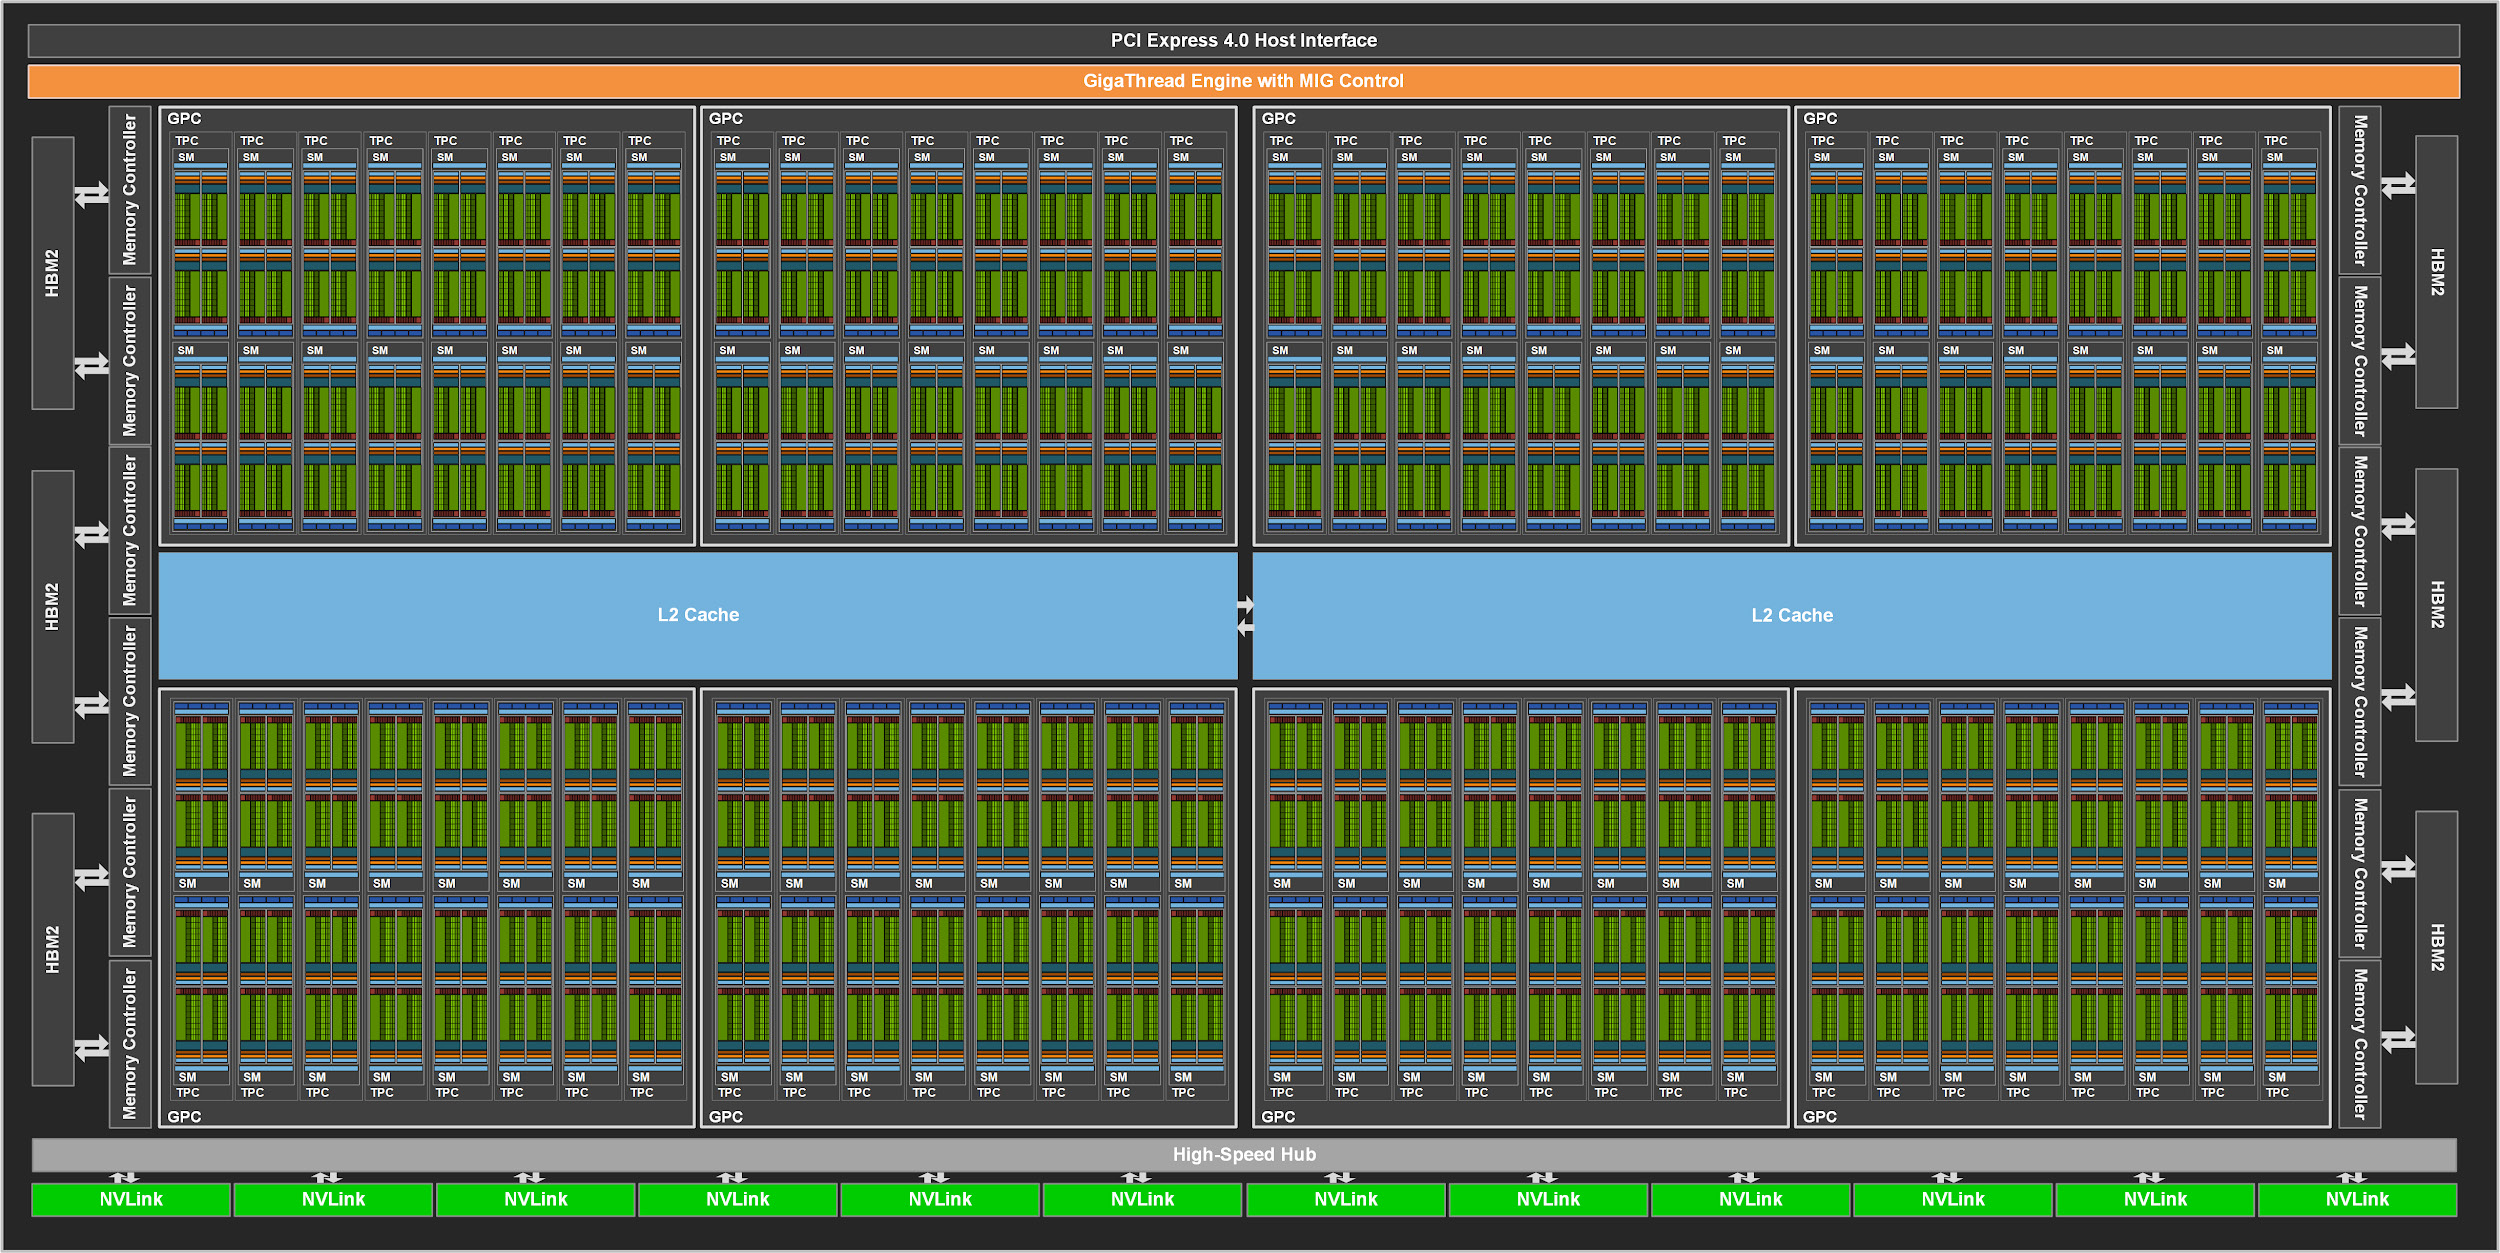 PCI Express 4.0 Host Interface
GigaThread Engine with MIG Control
GPC GPC GPC GPC
TPC TPC TPC TPC TPC TPC TPC TPC TPC TPC TPC TPC TPC TPC TPC TPC TPC TPC TPC TPC TPC TPC TPC TPC TPC TPC TPC TPC TPC TPC TPC TPC
SM SM SM SM SM SM SM SM SM SM SM SM SM SM SM SM SM SM SM SM SM SM SM SM SM SM SM SM SM SM SM SM
Memory Controller
Memory Controller
HBM2
HBM2
SM SM SM SM SM SM SM SM SM SM SM SM SM SM SM SM SM SM SM SM SM SM SM SM SM SM SM SM SM SM SM SM
Memory Controller
Memory Controller
Memory Controller
Memory Controller
HBM2
L2 Cache
L2 Cache
HBM2
Memory Controller
Memory Controller
SM SM SM SM SM SM SM SM SM SM SM SM SM SM SM SM SM SM SM SM SM SM SM SM SM SM SM SM SM SM SM SM
Memory Controller
Memory Controller
HBM2
HBM2
Memory Controller
Memory Controller
SM SM SM SM SM SM SM SM SM SM SM SM SM SM SM SM SM SM SM SM SM SM SM SM SM SM SM SM SM SM SM SM
TPC TPC TPC TPC TPC TPC TPC TPC TPC TPC TPC TPC TPC TPC TPC TPC TPC TPC TPC TPC TPC TPC TPC TPC TPC TPC TPC TPC TPC TPC TPC TPC
GPC GPC GPC GPC
High-Speed Hub
NVLink NVLink NVLink NVLink NVLink NVLink NVLink NVLink NVLink NVLink NVLink NVLink